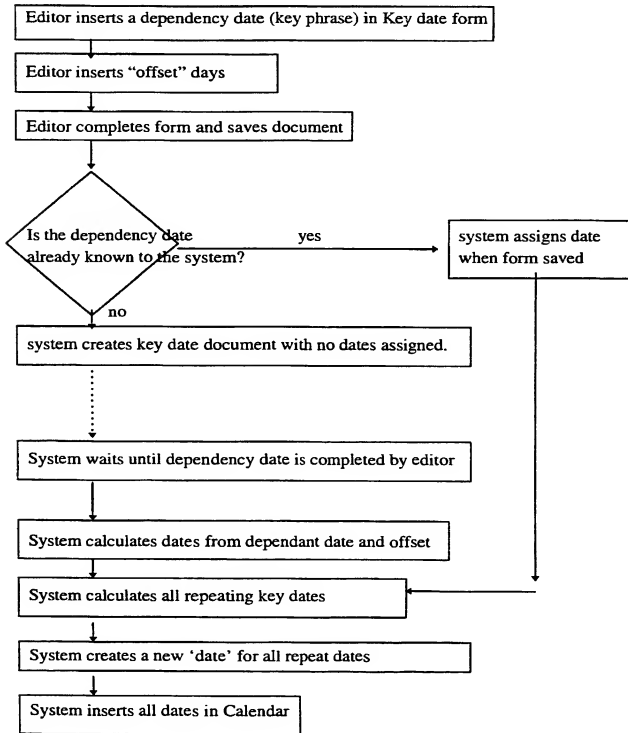 Editor inserts a dependency date (key phrase) in Key date form
Editor inserts “offset” days
Editor completes form and saves document
Is the dependency date
already known to the system?
yes
system assigns date
when form saved
no
system creates key date document with no dates assigned.
System waits until dependency date is completed by editor
System calculates dates from dependant date and offset
System calculates all repeating key dates
System creates a new ‘date’ for all repeat dates
System inserts all dates in Calendar